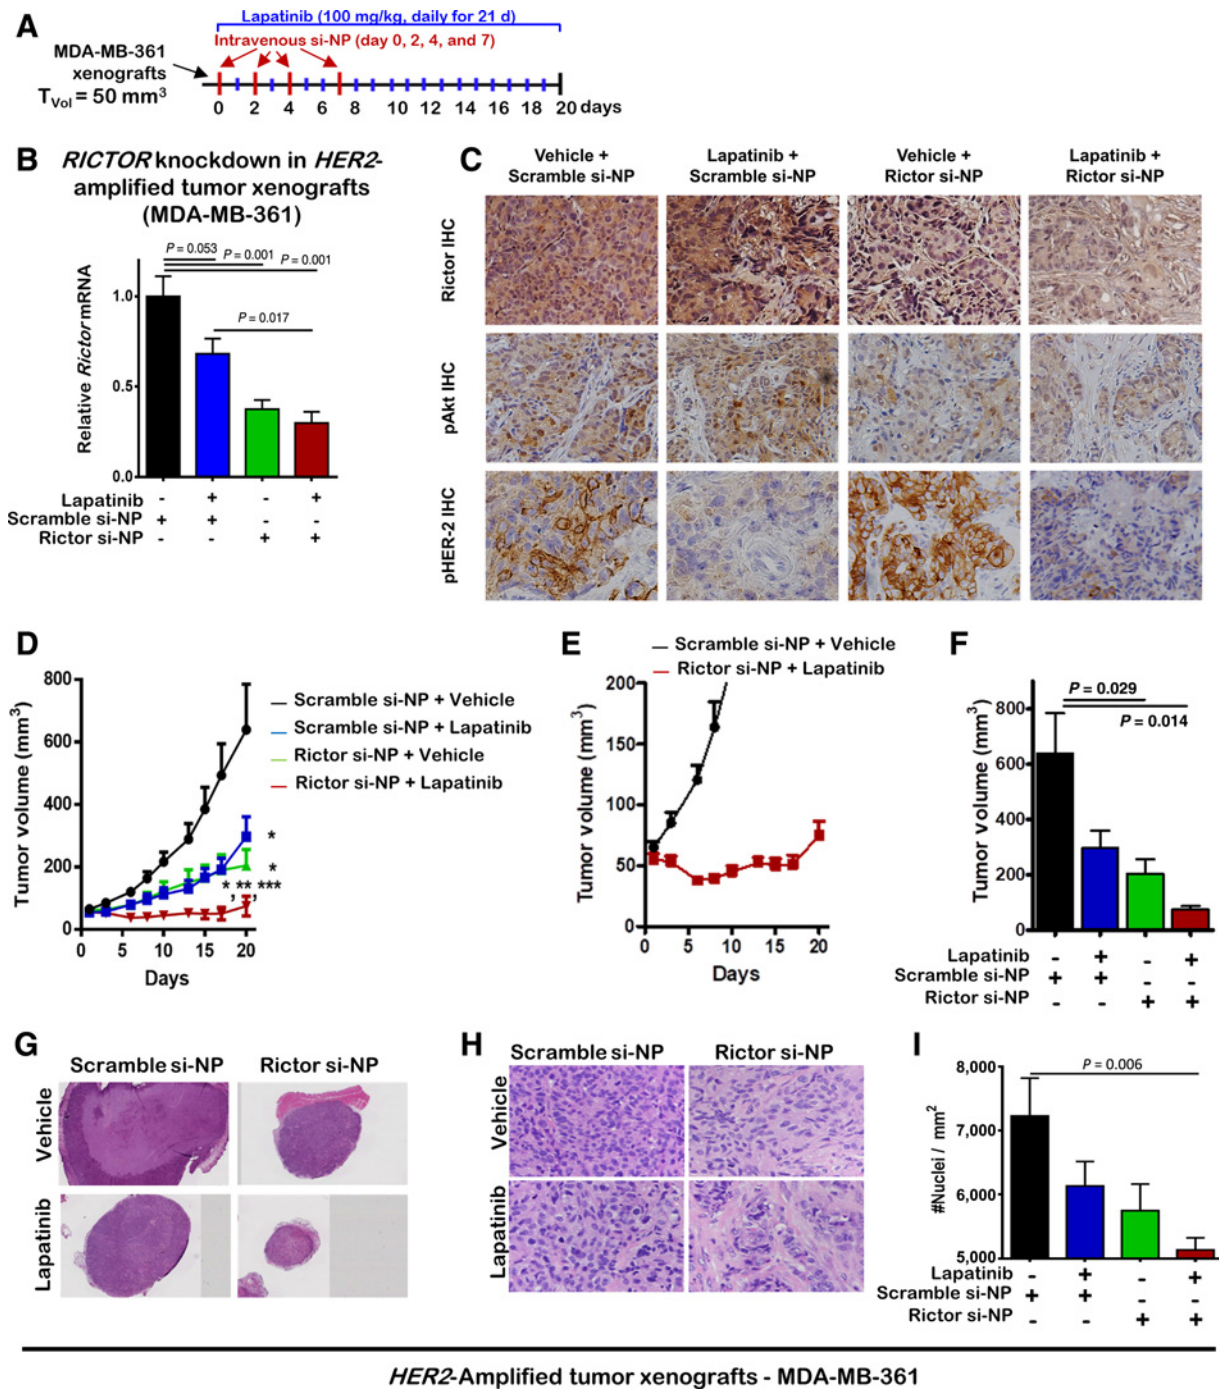 A
Lapatinib (100 mg/kg, daily for 21 d)
Intravenous si-NP (day 0, 2, 4, and 7)
MDA-MB-361
xenografts
TVol = 50 mm3
0 2 4 6 8 10 12 14 16 18 20 days
B
RICTOR knockdown in HER2-
amplified tumor xenografts
(MDA-MB-361)
P = 0.053
P = 0.001
P = 0.001
P = 0.017
Relative Rictor mRNA
1.0
0.5
0.0
Lapatinib - + - +
Scramble si-NP + + - -
Rictor si-NP - - + +
C
Vehicle +
Scramble si-NP
Lapatinib +
Scramble si-NP
Vehicle +
Rictor si-NP
Lapatinib +
Rictor si-NP
Rictor IHC
pAkt IHC
pHER-2 IHC
D
Tumor volume (mm3)
800
600
400
200
0
0 5 10 15 20
Days
Scramble si-NP + Vehicle
Scramble si-NP + Lapatinib
Rictor si-NP + Vehicle
Rictor si-NP + Lapatinib
*
*
*, **, ***
E
Scramble si-NP + Vehicle
Rictor si-NP + Lapatinib
Tumor volume (mm3)
200
150
100
50
0
0 5 10 15 20
Days
F
P = 0.029
P = 0.014
Tumor volume (mm3)
800
600
400
200
0
Lapatinib - + - +
Scramble si-NP + + - -
Rictor si-NP - - + +
G
Scramble si-NP Rictor si-NP
Vehicle
Lapatinib
H
Scramble si-NP Rictor si-NP
Vehicle
Lapatinib
I
P = 0.006
#Nuclei / mm2
8,000
7,000
6,000
5,000
Lapatinib - + - +
Scramble si-NP + + - -
Rictor si-NP - - + +
HER2-Amplified tumor xenografts - MDA-MB-361